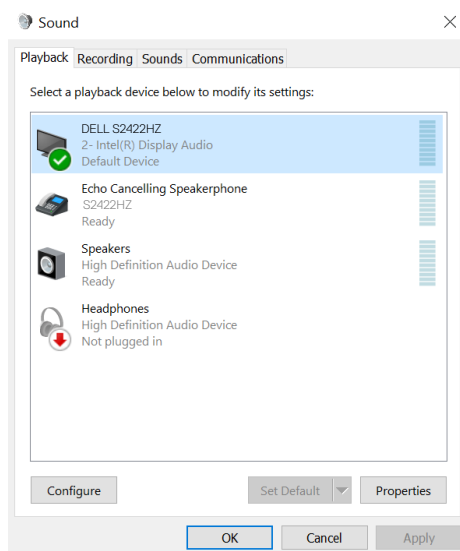 Sound
Playback Recording Sounds Communications
Select a playback device below to modify its settings:
DELL S2422HZ
2- Intel(R) Display Audio
Default Device
Echo Cancelling Speakerphone
S2422HZ
Ready
Speakers
High Definition Audio Device
Ready
Headphones
High Definition Audio Device
Not plugged in
Configure Set Default Properties
OK Cancel Apply